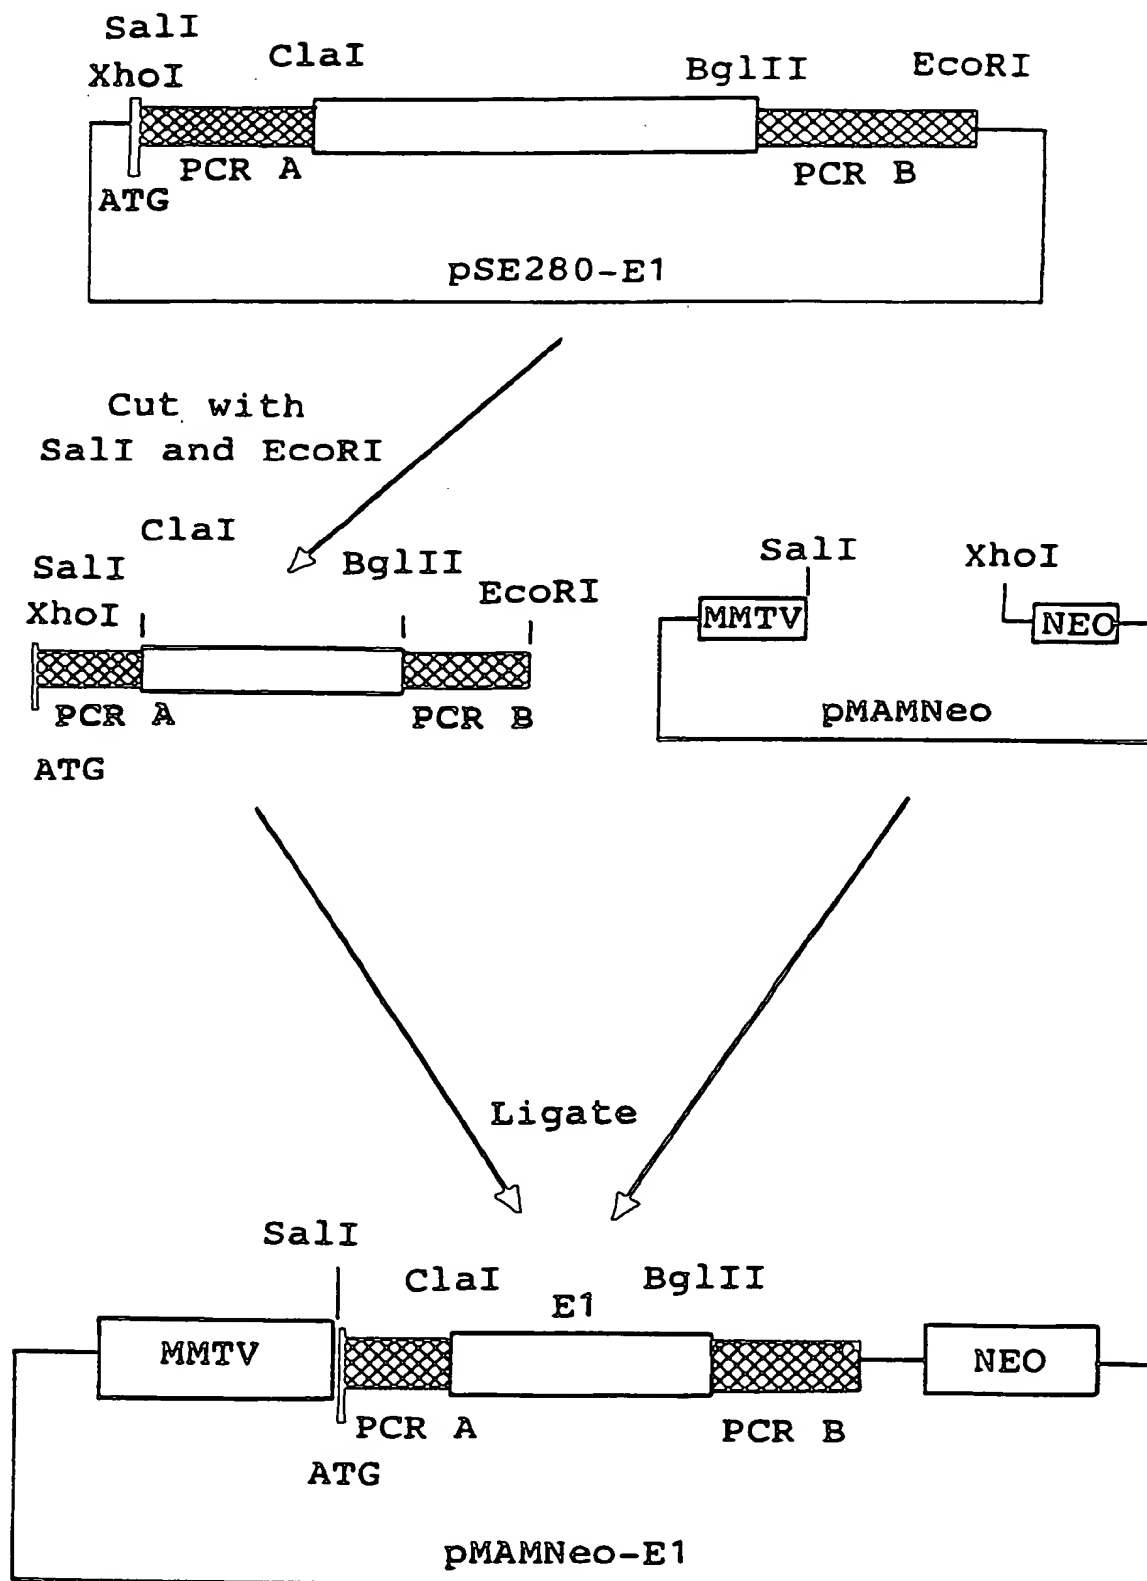 SalI
XhoI
ClaI
BglII
EcoRI
PCR A
PCR B
ATG
pSE280-E1
Cut with
SalI and EcoRI
ClaI
SalI
XhoI
BglII
EcoRI
PCR A
PCR B
ATG
SalI
XhoI
MMTV
NEO
pMAMNeo
Ligate
SalI
ClaI
E1
BglII
MMTV
NEO
PCR A
PCR B
ATG
pMAMNeo-E1